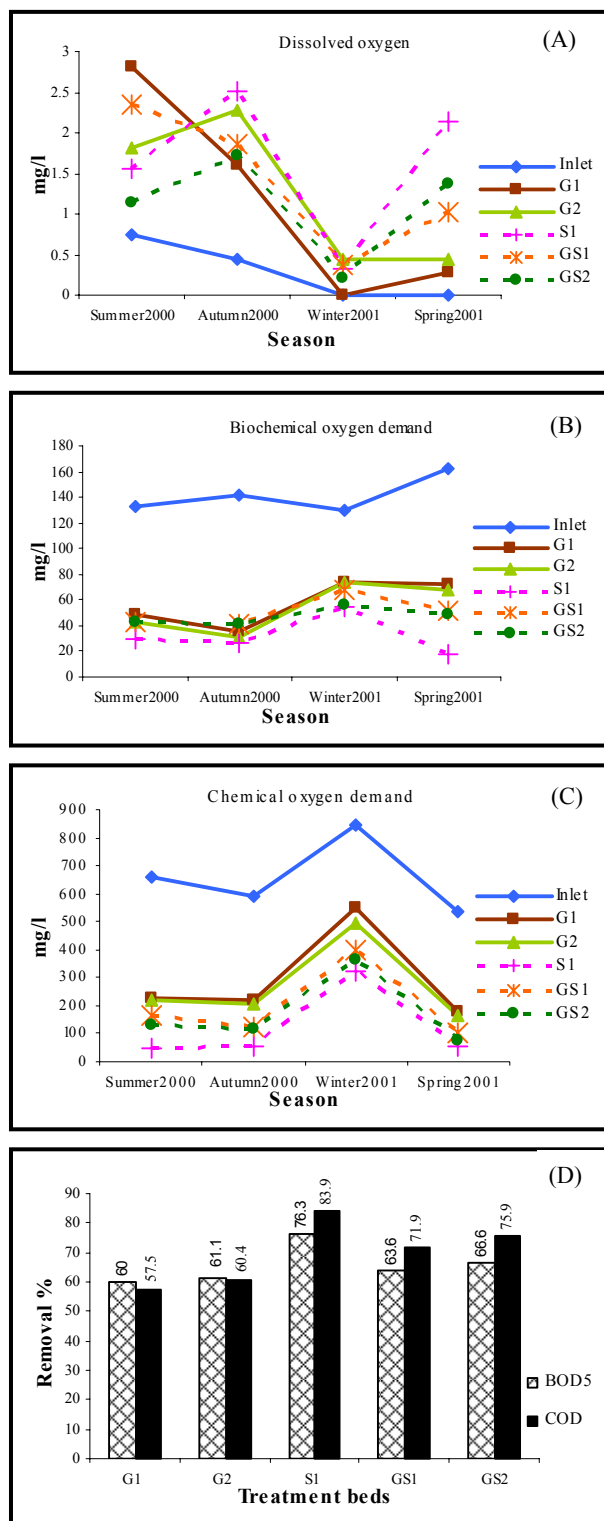 (A)
Dissolved oxygen
3
2.5
2
1.5
1
0.5
0
mg/l
Summer2000 Autumn2000 Winter2001 Spring2001
Season
Inlet
G1
G2
S1
GS1
GS2
(B)
Biochemical oxygen demand
180
160
140
120
100
80
60
40
20
0
mg/l
Summer2000 Autumn2000 Winter2001 Spring2001
Season
Inlet
G1
G2
S1
GS1
GS2
(C)
Chemical oxygen demand
900
800
700
600
500
400
300
200
100
0
mg/l
Summer2000 Autumn2000 Winter2001 Spring2001
Season
Inlet
G1
G2
S1
GS1
GS2
(D)
90
80
70
60
50
40
30
20
10
0
Removal %
60 57.5 61.1 60.4 76.3 83.9 63.6 71.9 66.6 75.9
G1 G2 S1 GS1 GS2
Treatment beds
BOD5
COD